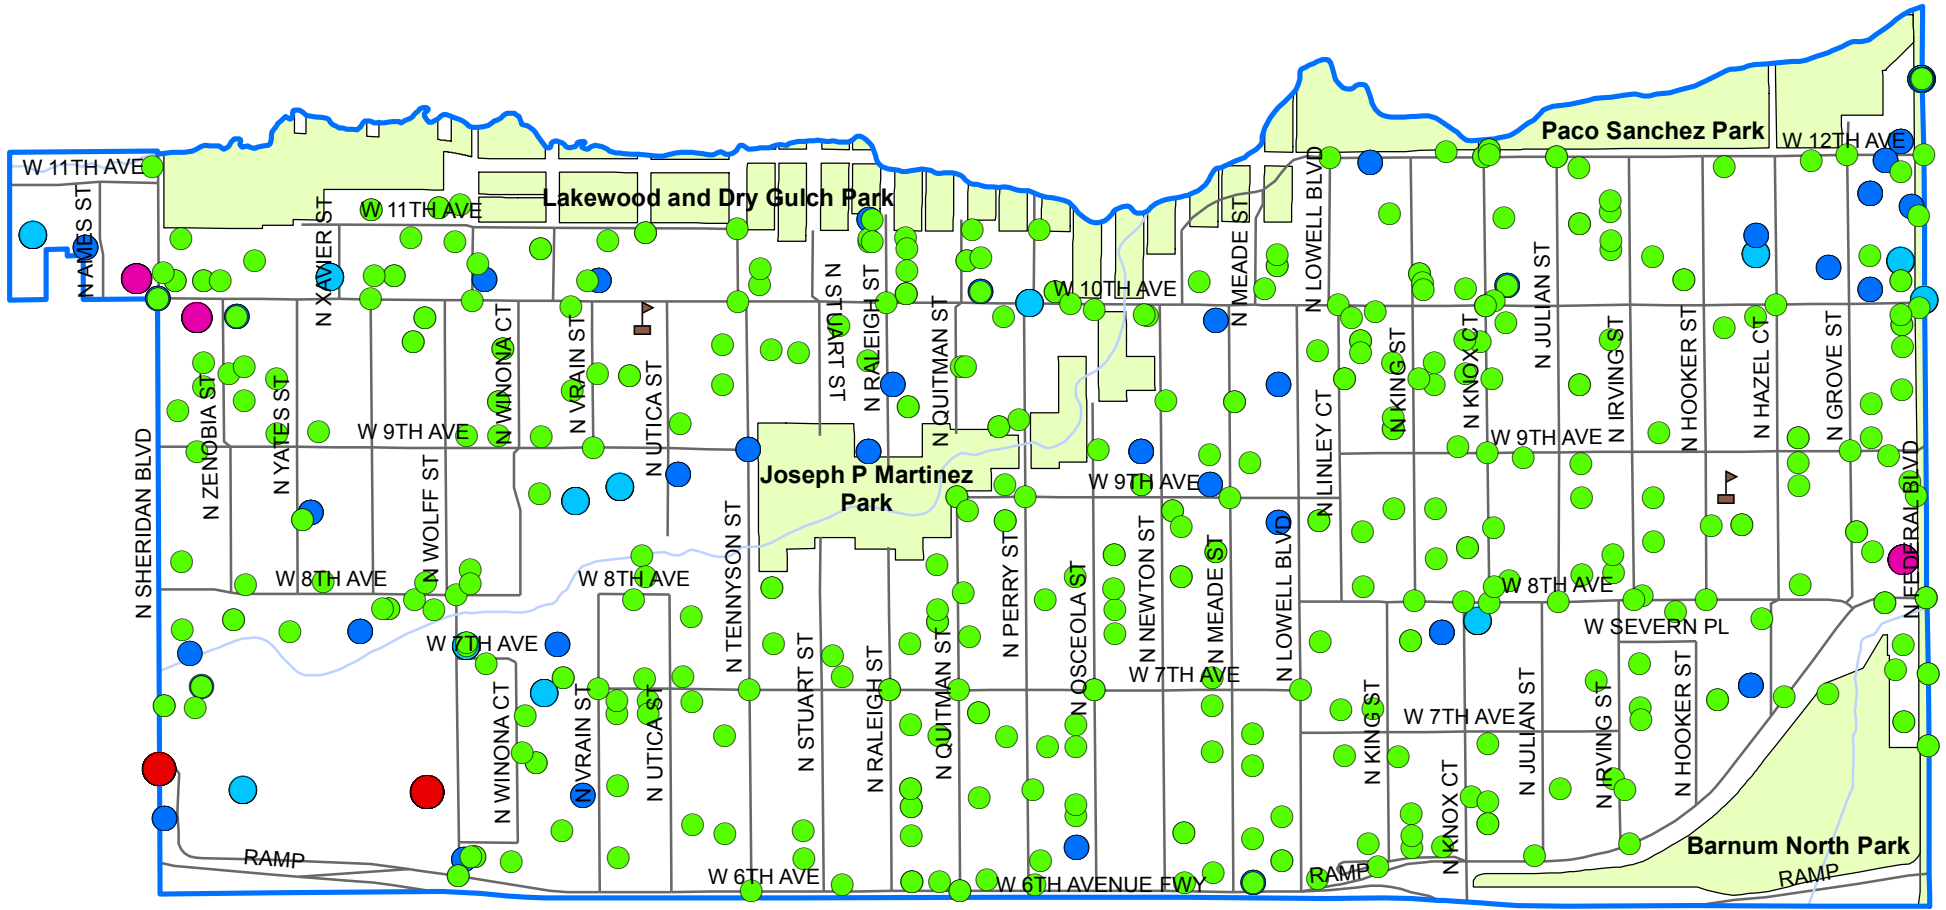 Paco Sanchez Park
W 12TH AVE
W 11TH AVE
Lakewood and Dry Gulch Park
W 11TH AVE
N AMES ST
N XAVIER ST
N MEADE ST
N LOWELL BLVD
N STUART ST
N RALEIGH ST
N QUITMAN ST
W 10TH AVE
N JULIAN ST
N WINONA CT
N VRAIN ST
N UTICA ST
N KING ST
N KNOX CT
N IRVING ST
N HOOKER ST
N HAZEL CT
N GROVE ST
N SHERIDAN BLVD
N ZENOBIA ST
N YATES ST
W 9TH AVE
N WOLFF ST
N LINLEY CT
W 9TH AVE
N FEDERAL BLVD
Joseph P Martinez
Park
W 9TH AVE
N TENNYSON ST
N PERRY ST
N OSCEOLA ST
N NEWTON ST
N MEADE ST
N LOWELL BLVD
W 8TH AVE
W 8TH AVE
W 8TH AVE
W SEVERN PL
W 7TH AVE
N STUART ST
N RALEIGH ST
N QUITMAN ST
W 7TH AVE
N WINONA CT
N VRAIN ST
N UTICA ST
N KING ST
W 7TH AVE
N KNOX CT
N JULIAN ST
N IRVING ST
N HOOKER ST
Barnum North Park
RAMP
W 6TH AVE
W 6TH AVENUE FWY
RAMP
RAMP